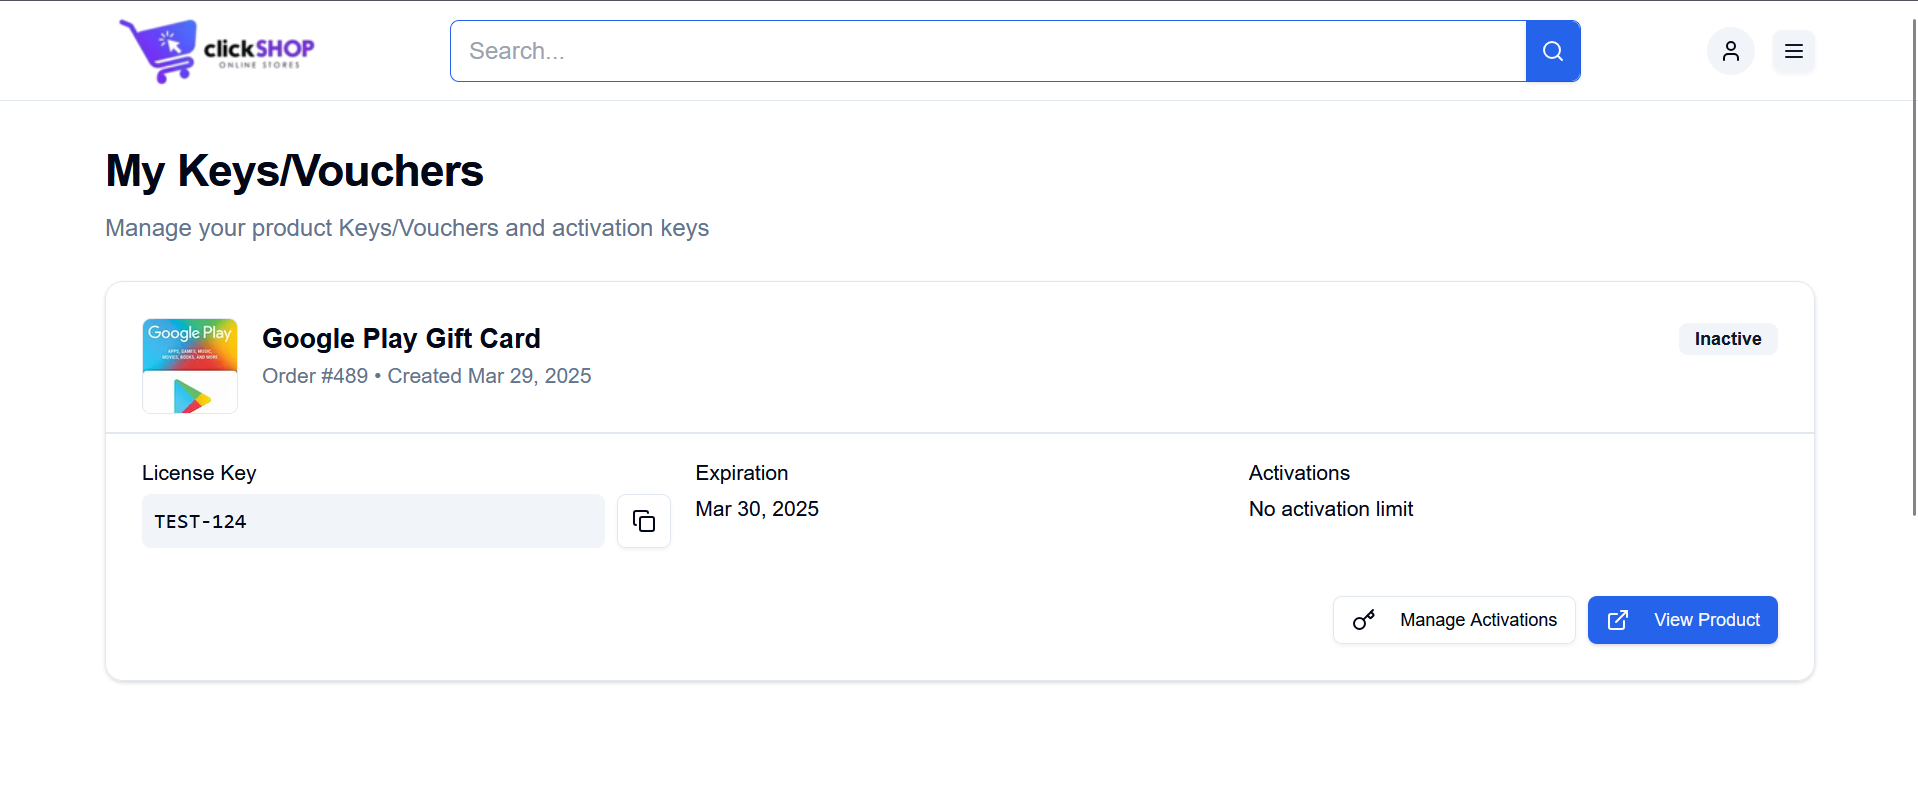 clickSHOP
ONLINE STORES
Search...
My Keys/Vouchers
Manage your product Keys/Vouchers and activation keys
Google Play
APPS, GAMES, MUSIC,
MOVIES, BOOKS, AND MORE
Google Play Gift Card
Order #489 • Created Mar 29, 2025
Inactive
License Key
TEST-124
Expiration
Mar 30, 2025
Activations
No activation limit
Manage Activations
View Product